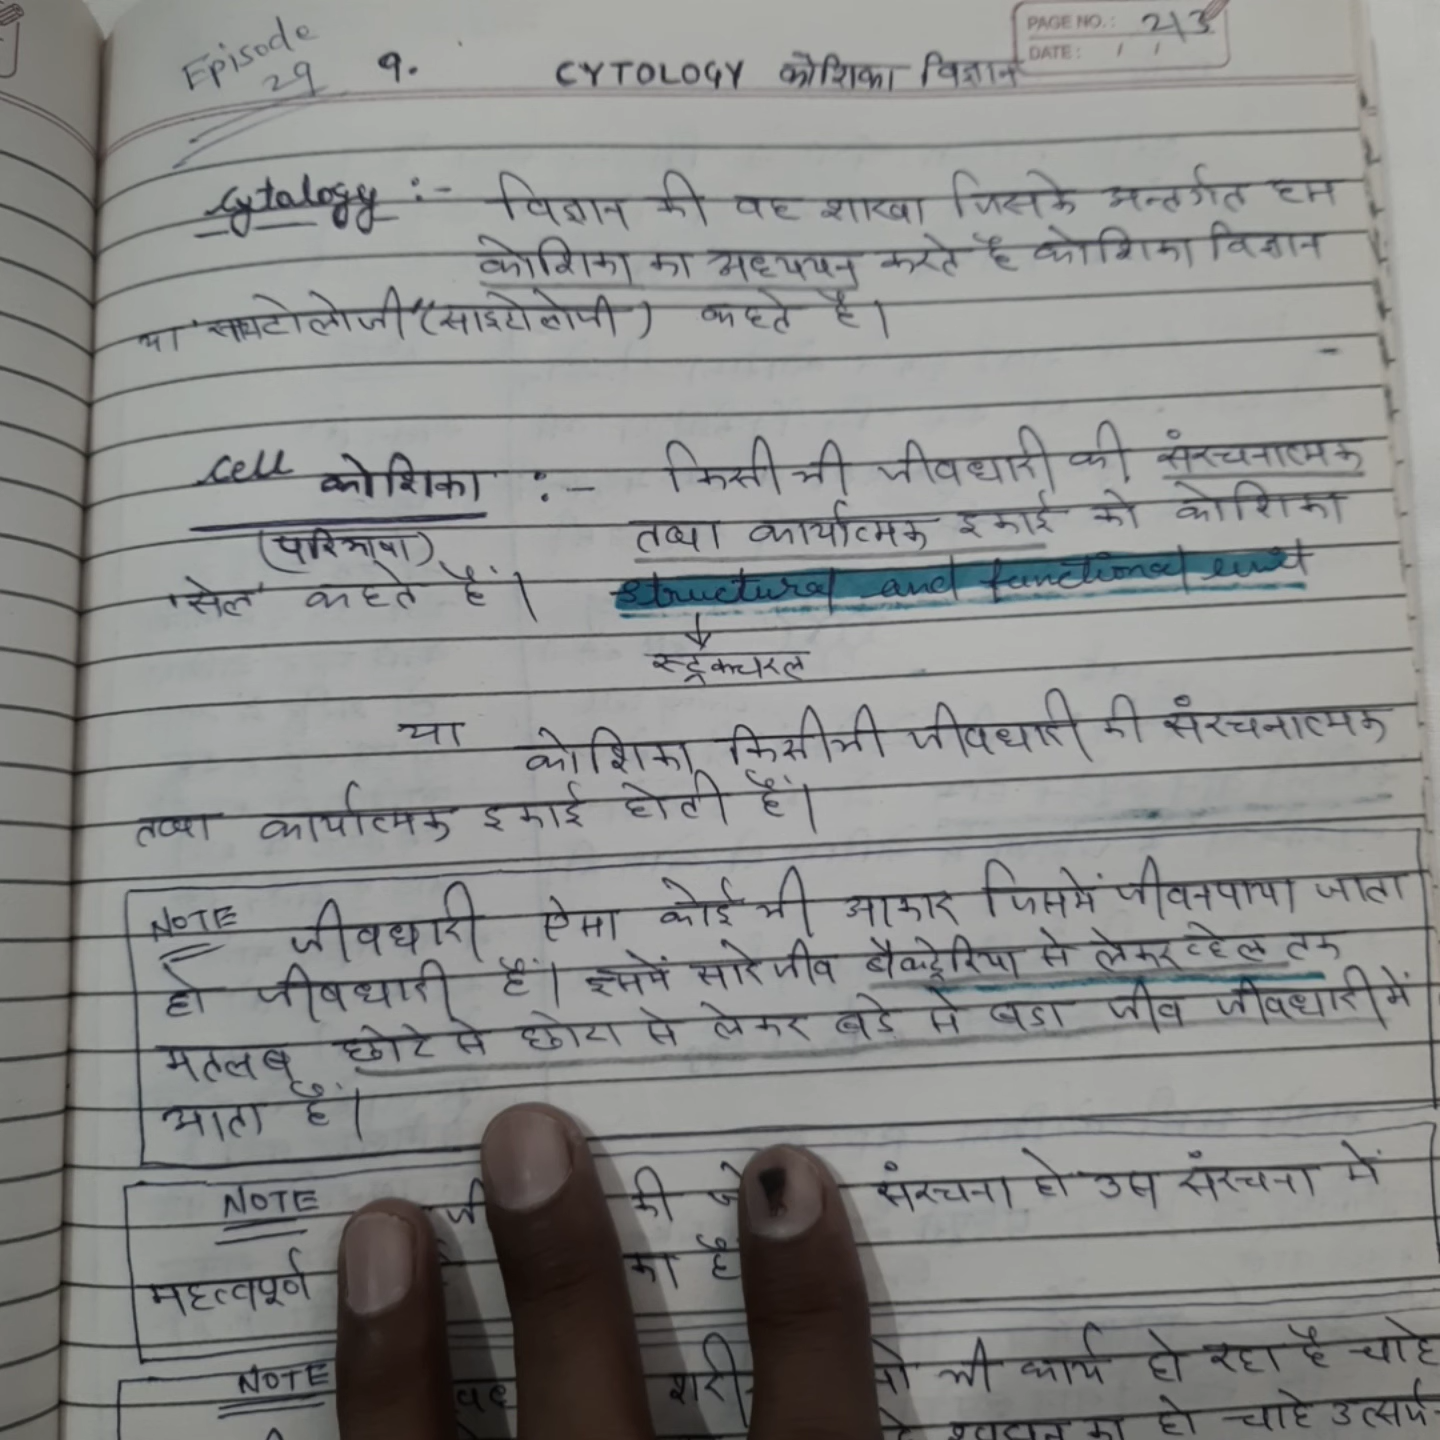 Episode
29
9. CYTOLOGY कोशिका विज्ञान
PAGE NO.: 213
DATE: / /
Cytalogy :- विज्ञान की वह शाखा जिसके अन्तर्गत हम
कोशिका का अध्ययन करते है कोशिका विज्ञान
या सायटोलोजी (साइटोलोजी) कहते है।
Cell कोशिका :- किसी भी जीवधारी की संरचनात्मक
(परिभाषा) तथा कार्यात्मक इकाई को कोशिका
'सेल' कहते हैं। structural and functional unit
↓
स्ट्रक्चरल
या कोशिका किसी भी जीवधारी की संरचनात्मक
तथा कार्यात्मक इकाई होती हैं।
NOTE जीवधारी ऐसा कोई भी आकार जिसमें जीवन पाया जाता
हो जीवधारी हैं। इसमें सारे जीव बैक्ट्रेरिया से लेकर व्हेल तक
मतलब छोटे से छोटा से लेकर बडे से बडा जीव जीवधारी में
आता हैं।
NOTE की संरचना हो उस संरचना में
महत्वपूर्ण का है
NOTE वह भी कार्य हो रहा है चाहे
श्वसन का हो चाहे